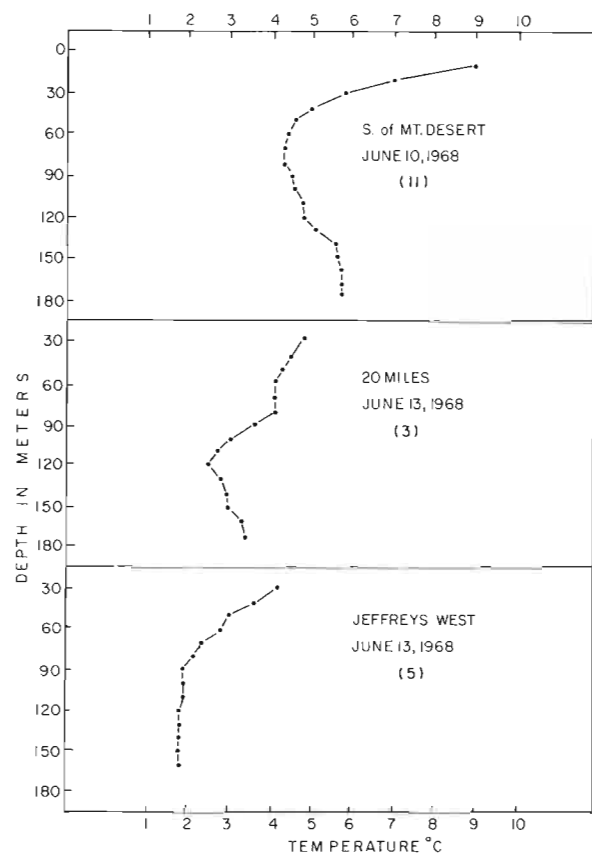 1 2 3 4 5 6 7 8 9 10
0
30
60
90
120
150
180
S. of MT. DESERT
JUNE 10, 1968
(11)
30
60
90
120
150
180
20 MILES
JUNE 13, 1968
(3)
30
60
90
120
150
180
JEFFREYS WEST
JUNE 13, 1968
(5)
DEPTH IN METERS
1 2 3 4 5 6 7 8 9 10
TEMPERATURE °C